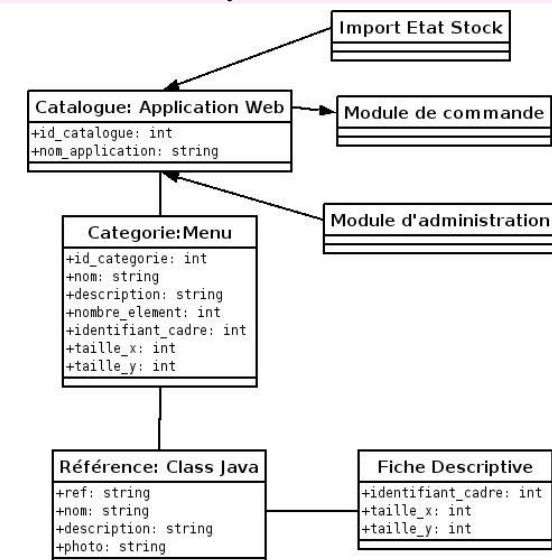 Import Etat Stock
Catalogue: Application Web
+id_catalogue: int
+nom_application: string
Module de commande
Module d'administration
Categorie:Menu
+id_categorie: int
+nom: string
+description: string
+nombre_element: int
+identifiant_cadre: int
+taille_x: int
+taille_y: int
Référence: Class Java
+ref: string
+nom: string
+description: string
+photo: string
Fiche Descriptive
+identifiant_cadre: int
+taille_x: int
+taille_y: int